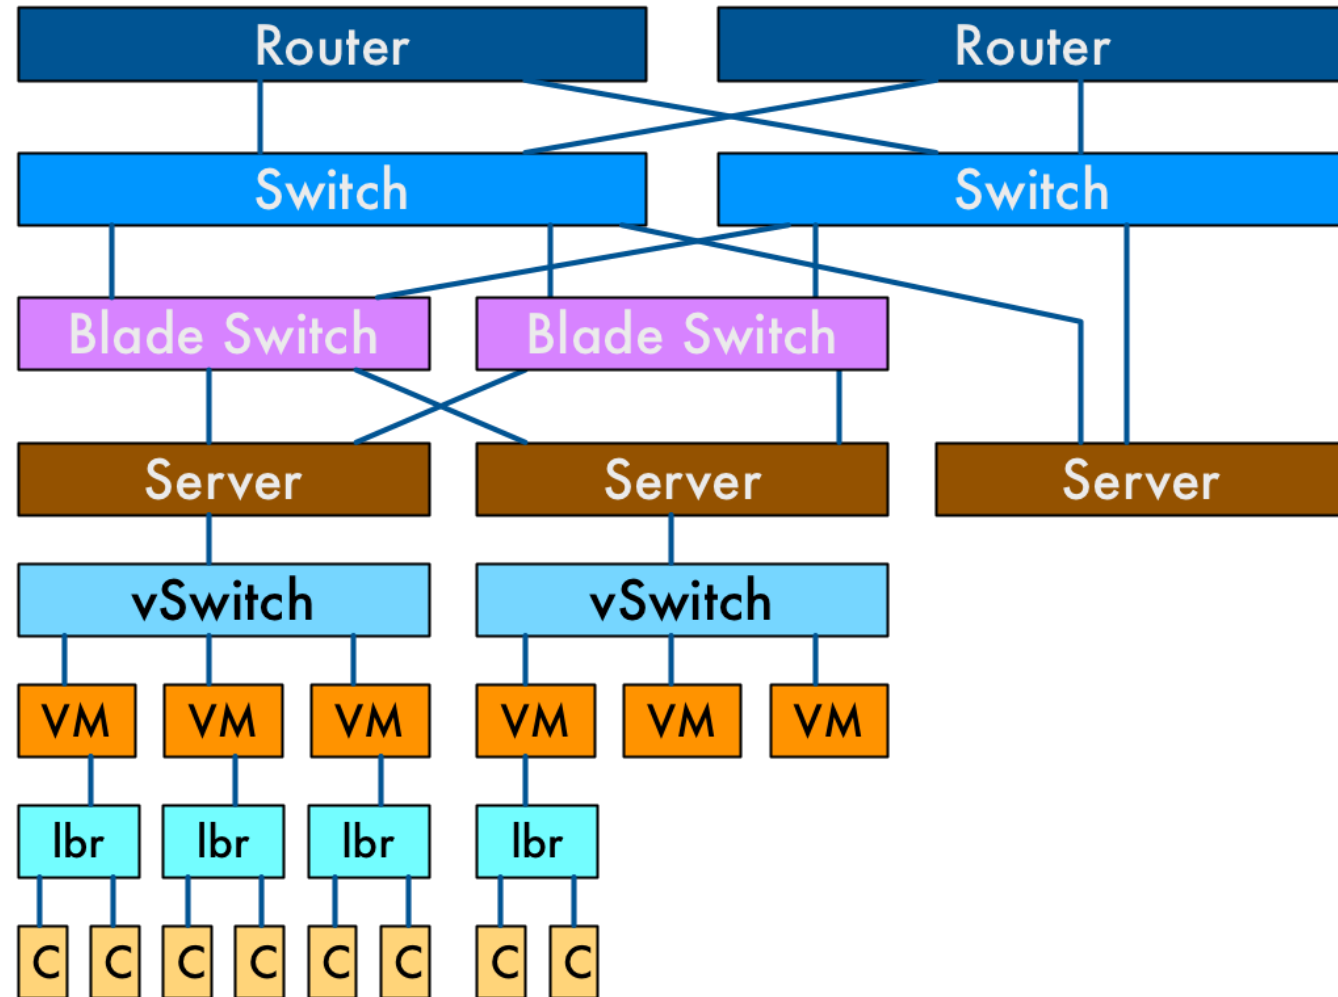 Router
Router
Switch
Switch
Blade Switch
Blade Switch
Server
Server
Server
vSwitch
vSwitch
VM
VM
VM
VM
VM
VM
lbr
lbr
lbr
lbr
C
C
C
C
C
C
C
C